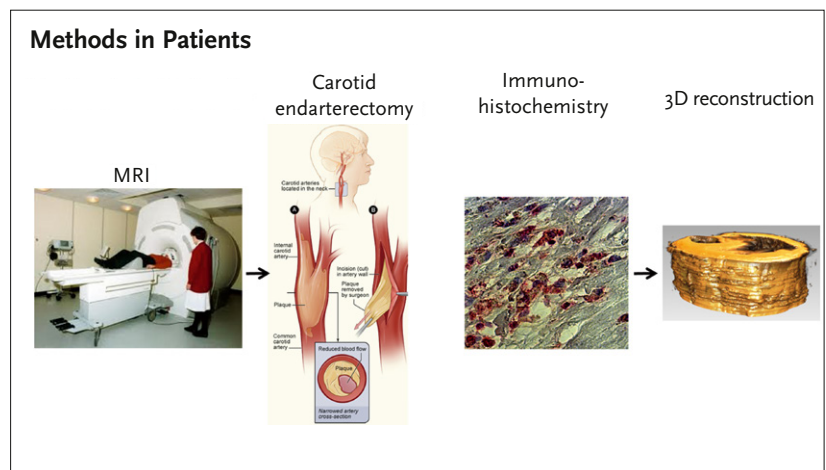 Methods in Patients
MRI
Carotid
endarterectomy
Carotid arteries
located in the neck
A
B
Internal
carotid
artery
Plaque
Common
carotid
artery
Incision (cut)
in artery wall
Plaque
removed
by surgeon
Reduced blood flow
Plaque
Narrowed artery
cross-section
Immuno-
histochemistry
3D reconstruction